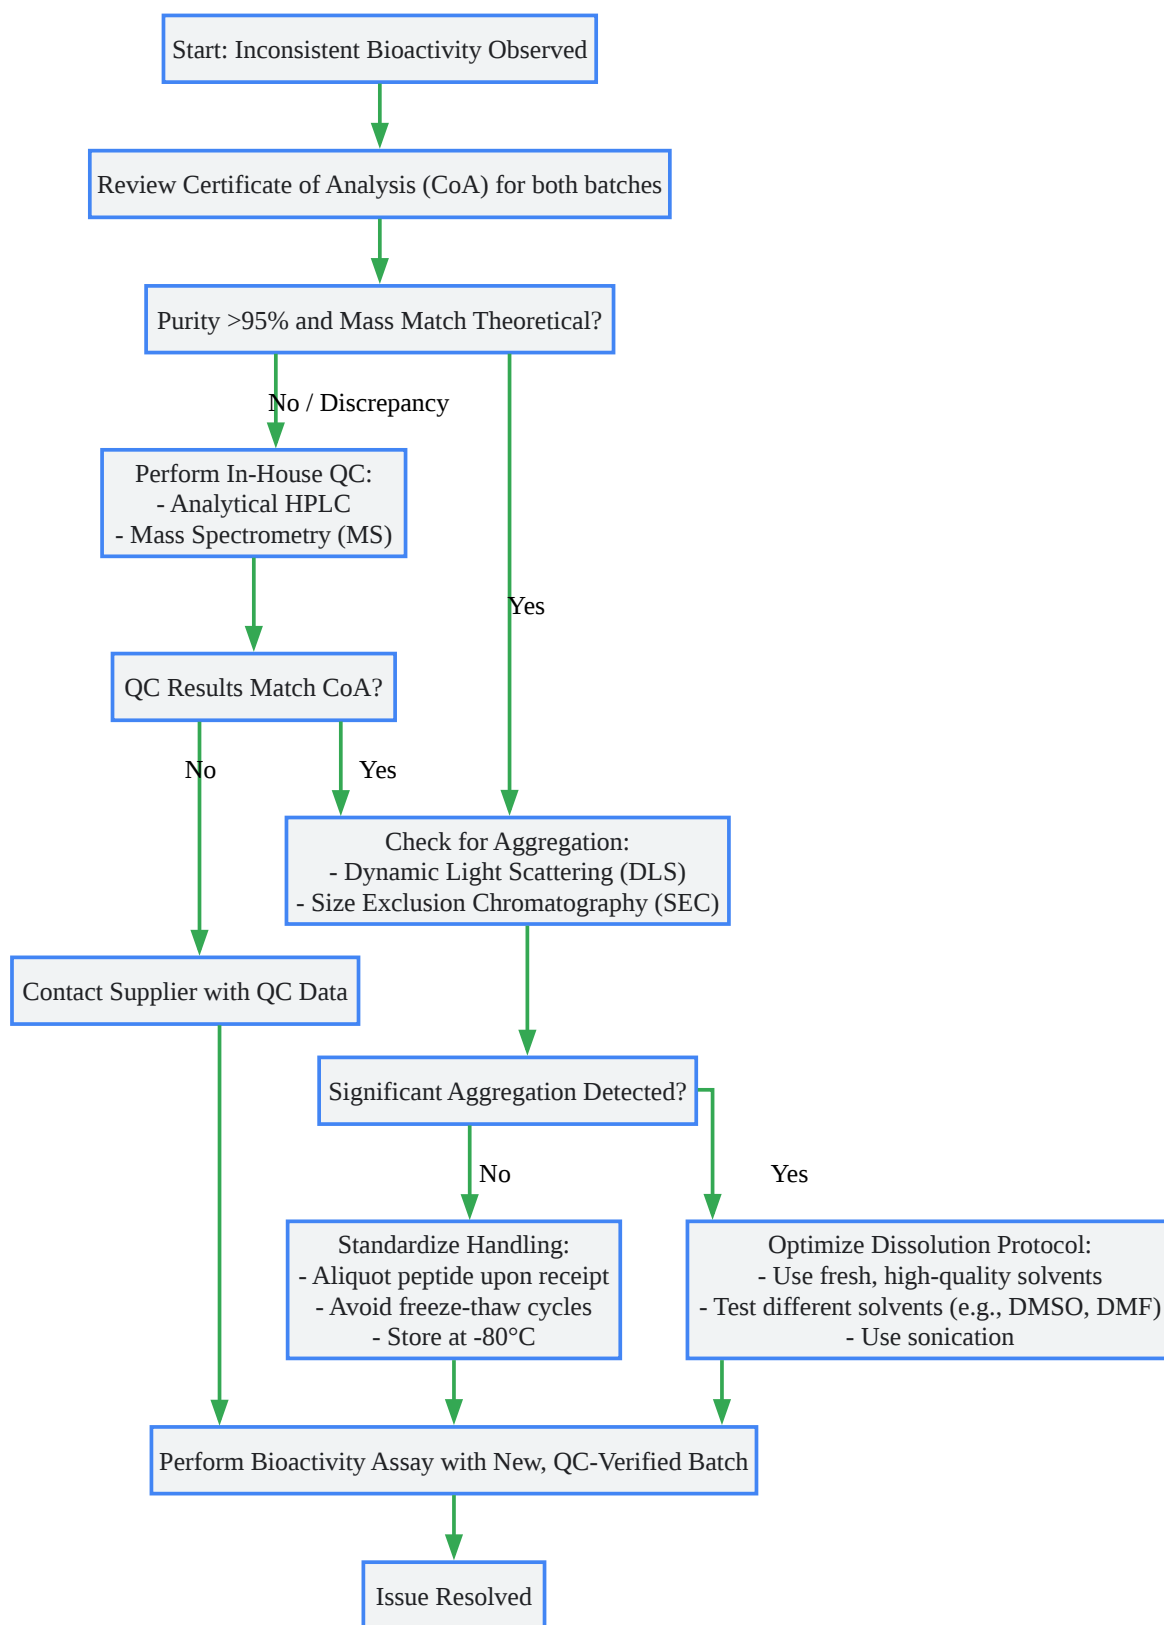 Start: Inconsistent Bioactivity Observed
Review Certificate of Analysis (CoA) for both batches
Purity >95% and Mass Match Theoretical?
No / Discrepancy
Perform In-House QC:
- Analytical HPLC
- Mass Spectrometry (MS)
Yes
QC Results Match CoA?
No
Yes
Check for Aggregation:
- Dynamic Light Scattering (DLS)
- Size Exclusion Chromatography (SEC)
Contact Supplier with QC Data
Significant Aggregation Detected?
No
Yes
Standardize Handling:
- Aliquot peptide upon receipt
- Avoid freeze-thaw cycles
- Store at -80°C
Optimize Dissolution Protocol:
- Use fresh, high-quality solvents
- Test different solvents (e.g., DMSO, DMF)
- Use sonication
Perform Bioactivity Assay with New, QC-Verified Batch
Issue Resolved